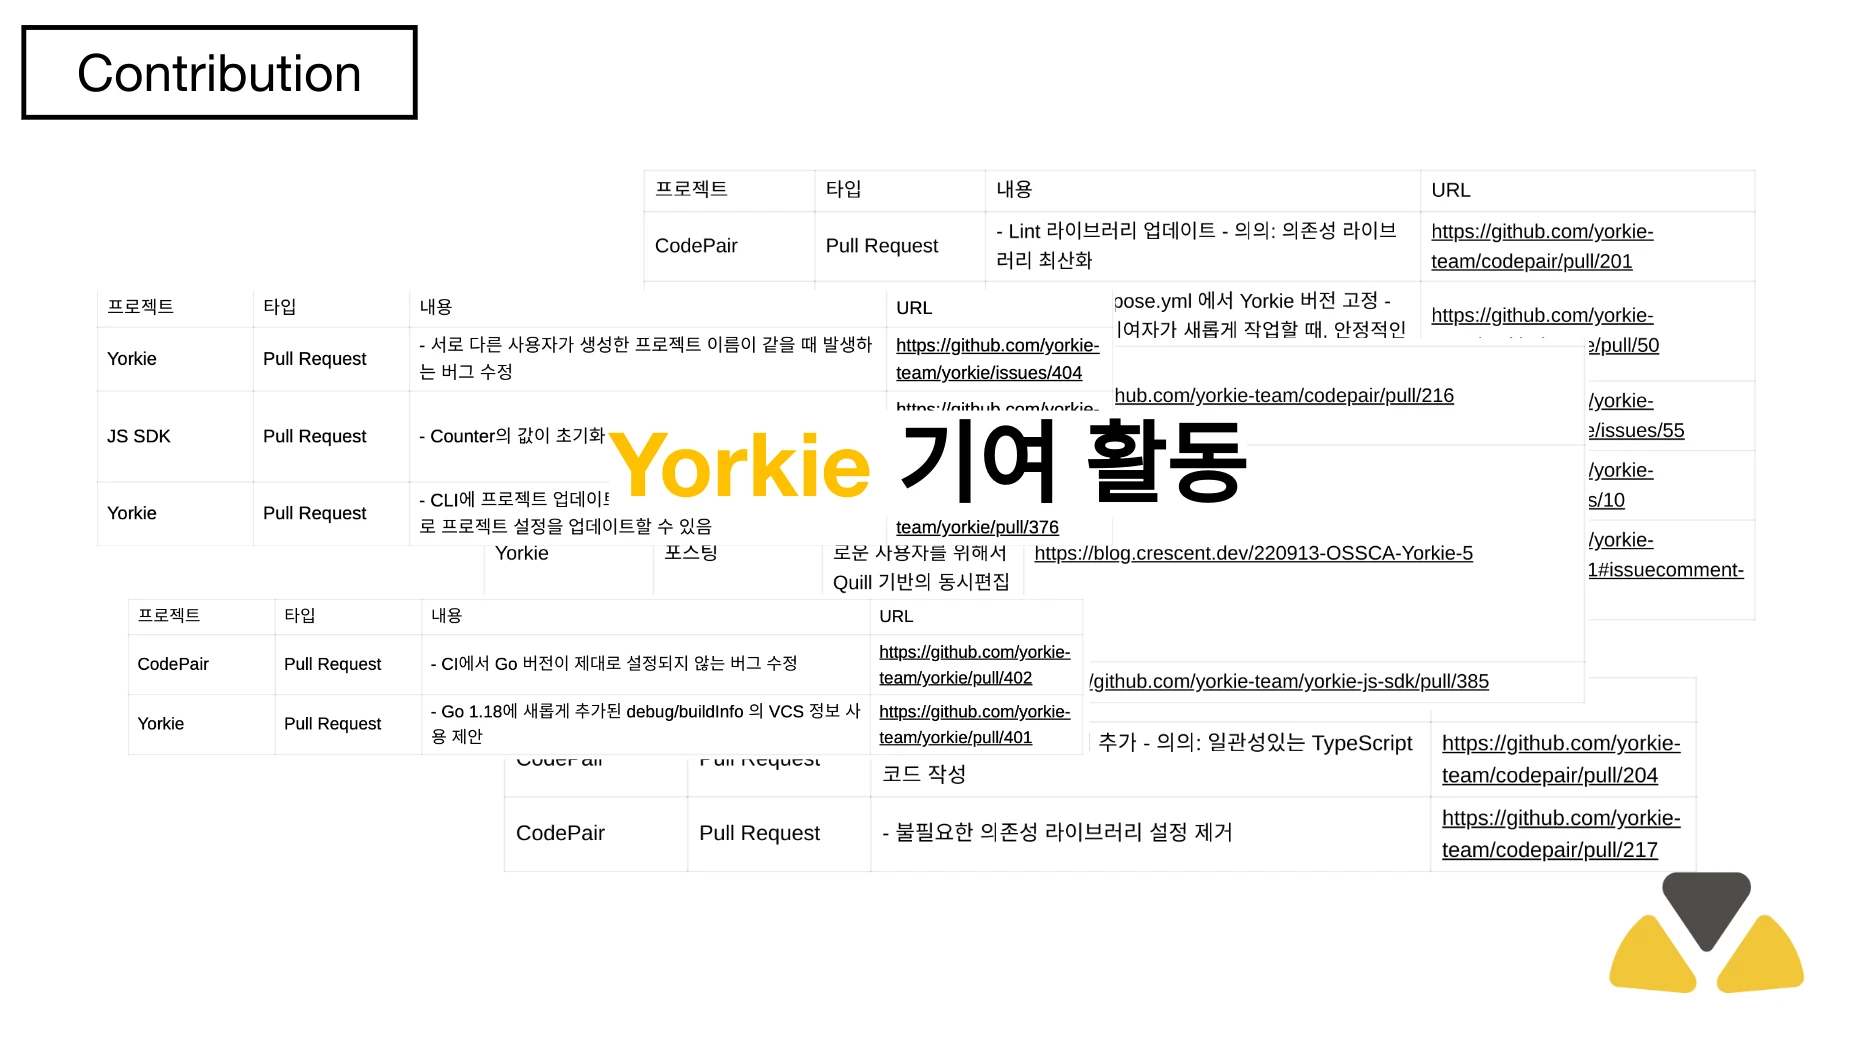 Contribution
프로젝트 타입 내용 URL
CodePair Pull Request - Lint 라이브러리 업데이트 - 의의: 의존성 라이브
러리 최산화
https://github.com/yorkie-
team/codepair/pull/201
pose.yml 에서 Yorkie 버전 고정 -
여자가 새롭게 작업할 때, 안정적인
https://github.com/yorkie-
e/pull/50
/yorkie-
e/issues/55
/yorkie-
s/10
/yorkie-
1#issuecomment-
프로젝트 타입 내용 URL
Yorkie Pull Request - 서로 다른 사용자가 생성한 프로젝트 이름이 같을 때 발생하
는 버그 수정
https://github.com/yorkie-
team/yorkie/issues/404
JS SDK Pull Request - Counter의 값이 초기화
https://github.com/yorkie-
Yorkie Pull Request - CLI에 프로젝트 업데이트
로 프로젝트 설정을 업데이트할 수 있음
team/yorkie/pull/376
hub.com/yorkie-team/codepair/pull/216
Yorkie 기여 활동
Yorkie 포스팅 로운 사용자를 위해서
Quill 기반의 동시편집
https://blog.crescent.dev/220913-OSSCA-Yorkie-5
/github.com/yorkie-team/yorkie-js-sdk/pull/385
프로젝트 타입 내용 URL
CodePair Pull Request - CI에서 Go 버전이 제대로 설정되지 않는 버그 수정
https://github.com/yorkie-
team/yorkie/pull/402
Yorkie Pull Request - Go 1.18에 새롭게 추가된 debug/buildInfo 의 VCS 정보 사
용 제안
https://github.com/yorkie-
team/yorkie/pull/401
CodePair Pull Request 추가 - 의의: 일관성있는 TypeScript
코드 작성
https://github.com/yorkie-
team/codepair/pull/204
CodePair Pull Request - 불필요한 의존성 라이브러리 설정 제거
https://github.com/yorkie-
team/codepair/pull/217